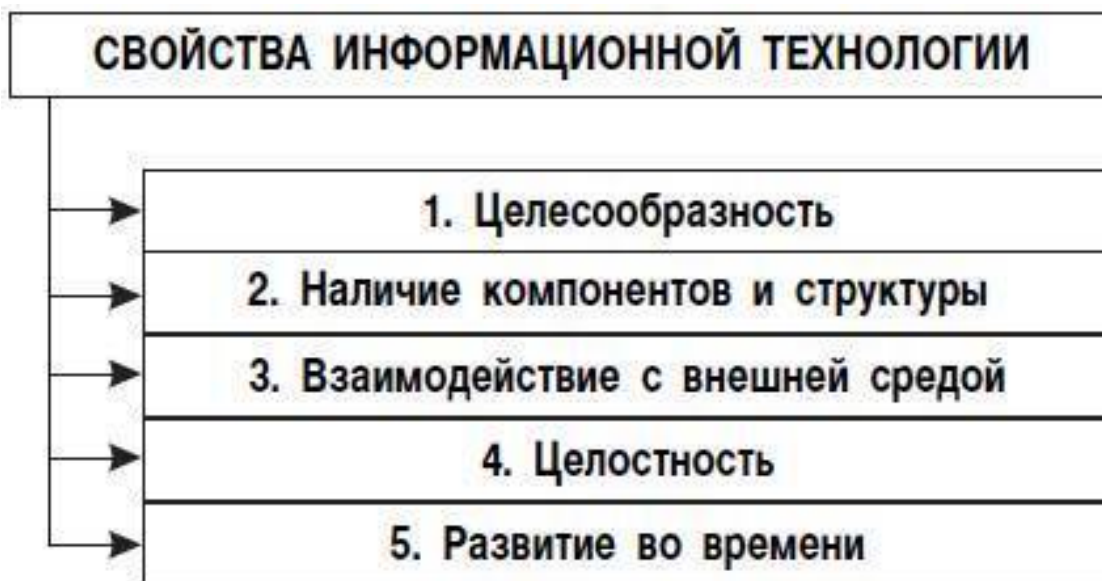 СВОЙСТВА ИНФОРМАЦИОННОЙ ТЕХНОЛОГИИ
1. Целесообразность
2. Наличие компонентов и структуры
3. Взаимодействие с внешней средой
4. Целостность
5. Развитие во времени